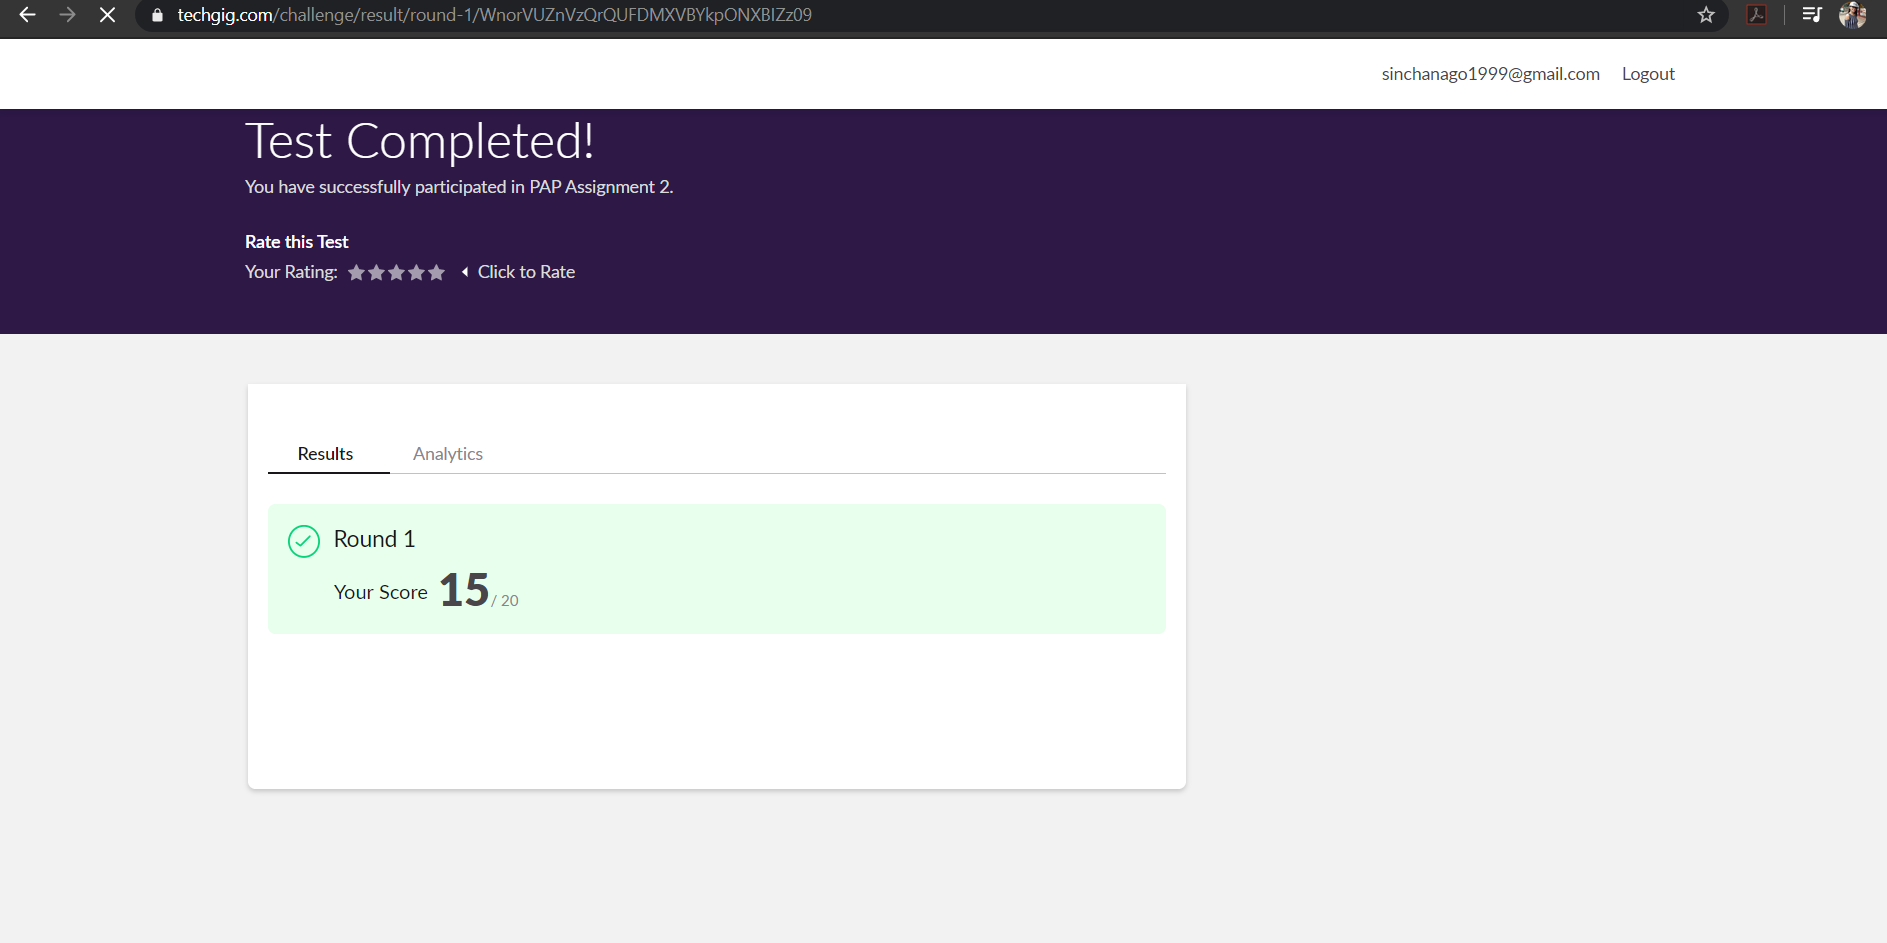 techgig.com/challenge/result/round-1/WnorVUZnVzQrQUFDMXVBYkpONXBIZz09
sinchanago1999@gmail.com Logout
Test Completed!
You have successfully participated in PAP Assignment 2.
Rate this Test
Your Rating: Click to Rate
Results Analytics
Round 1
Your Score 15 / 20